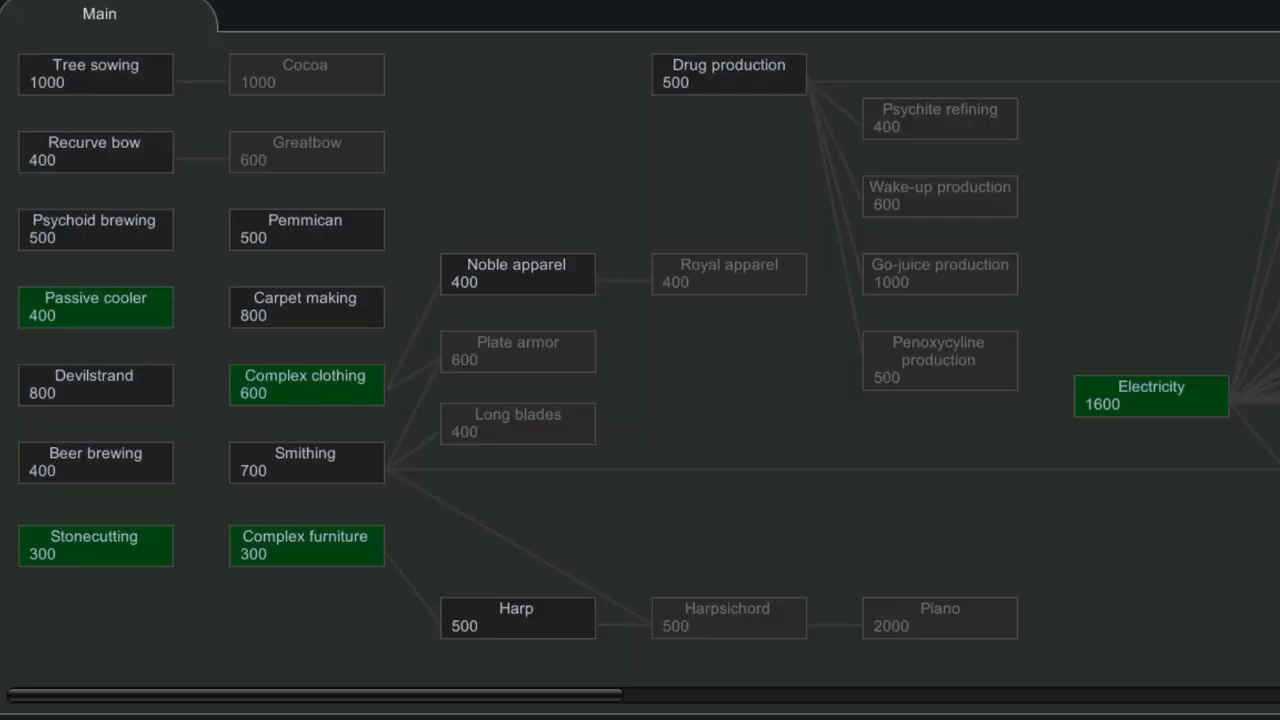 Main
Tree sowing
1000
Cocoa
1000
Drug production
500
Psychite refining
400
Recurve bow
400
Greatbow
600
Wake-up production
600
Psychoid brewing
500
Pemmican
500
Noble apparel
400
Royal apparel
400
Go-juice production
1000
Passive cooler
400
Carpet making
800
Plate armor
600
Penoxycyline
production
500
Devilstrand
800
Complex clothing
600
Long blades
400
Electricity
1600
Beer brewing
400
Smithing
700
Stonecutting
300
Complex furniture
300
Harp
500
Harpsichord
500
Piano
2000